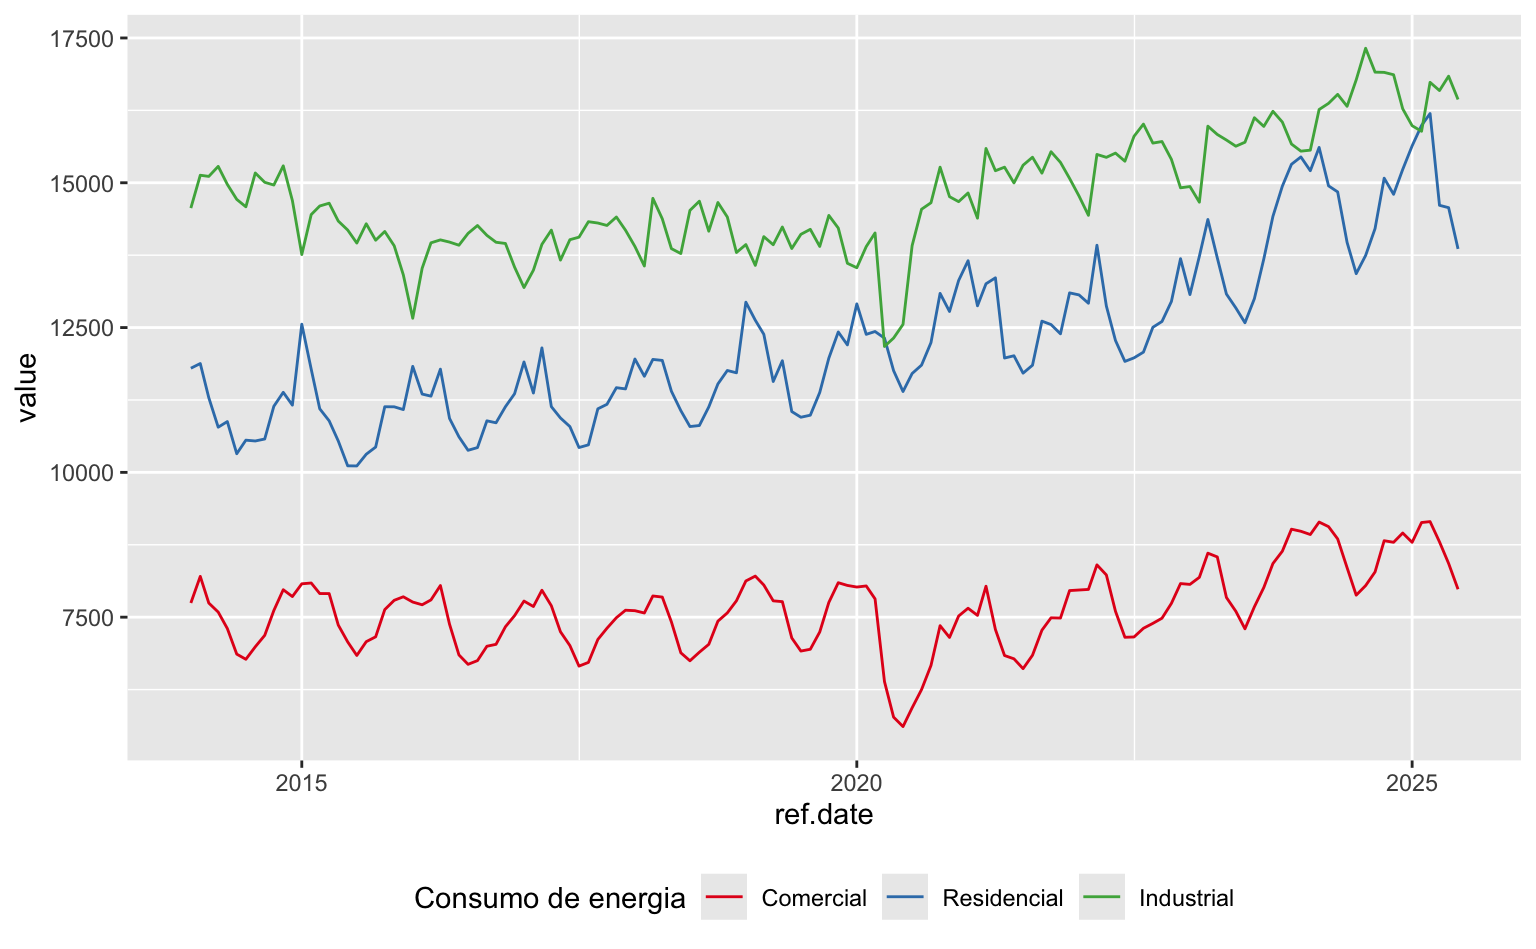 17500
15000
12500
10000
7500
value
2015 2020 2025
ref.date
Consumo de energia Comercial Residencial Industrial